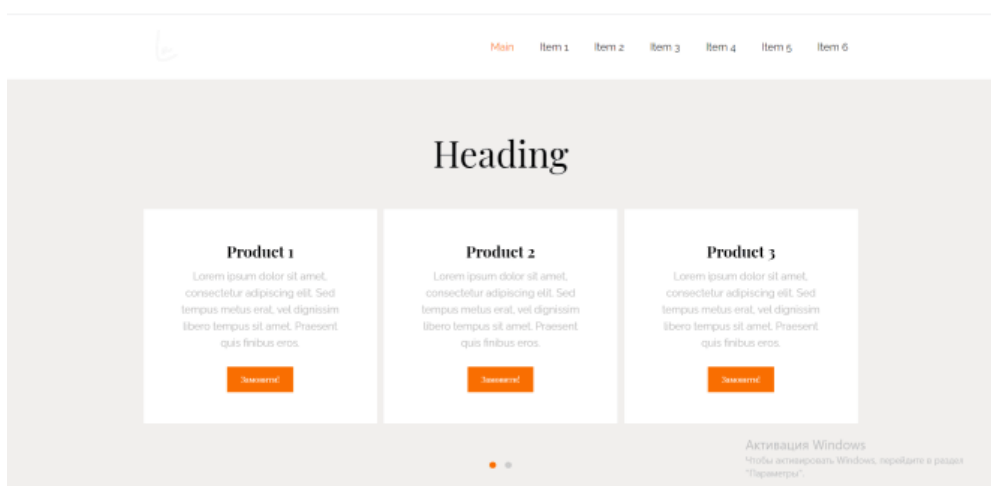 Main Item 1 Item 2 Item 3 Item 4 Item 5 Item 6
Heading
Product 1
Lorem ipsum dolor sit amet,
consectetur adipiscing elit. Sed
tempus metus erat, vel dignissim
libero tempus sit amet. Praesent
quis finibus eros.
Замовити!
Product 2
Lorem ipsum dolor sit amet,
consectetur adipiscing elit. Sed
tempus metus erat, vel dignissim
libero tempus sit amet. Praesent
quis finibus eros.
Замовити!
Product 3
Lorem ipsum dolor sit amet,
consectetur adipiscing elit. Sed
tempus metus erat, vel dignissim
libero tempus sit amet. Praesent
quis finibus eros.
Замовити!
Активация Windows
Чтобы активировать Windows, перейдите в раздел
"Параметры".